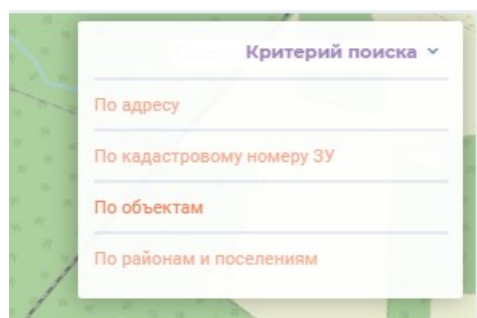 Критерий поиска
По адресу
По кадастровому номеру ЗУ
По объектам
По районам и поселениям